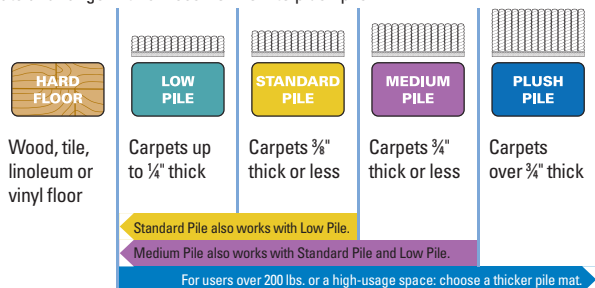 HARD
FLOOR
LOW
PILE
STANDARD
PILE
MEDIUM
PILE
PLUSH
PILE
Wood, tile,
linoleum or
vinyl floor
Carpets up
to ¼" thick
Carpets ⅜"
thick or less
Carpets ¾"
thick or less
Carpets
over ¾" thick
Standard Pile also works with Low Pile.
Medium Pile also works with Standard Pile and Low Pile.
For users over 200 lbs. or a high-usage space: choose a thicker pile mat.